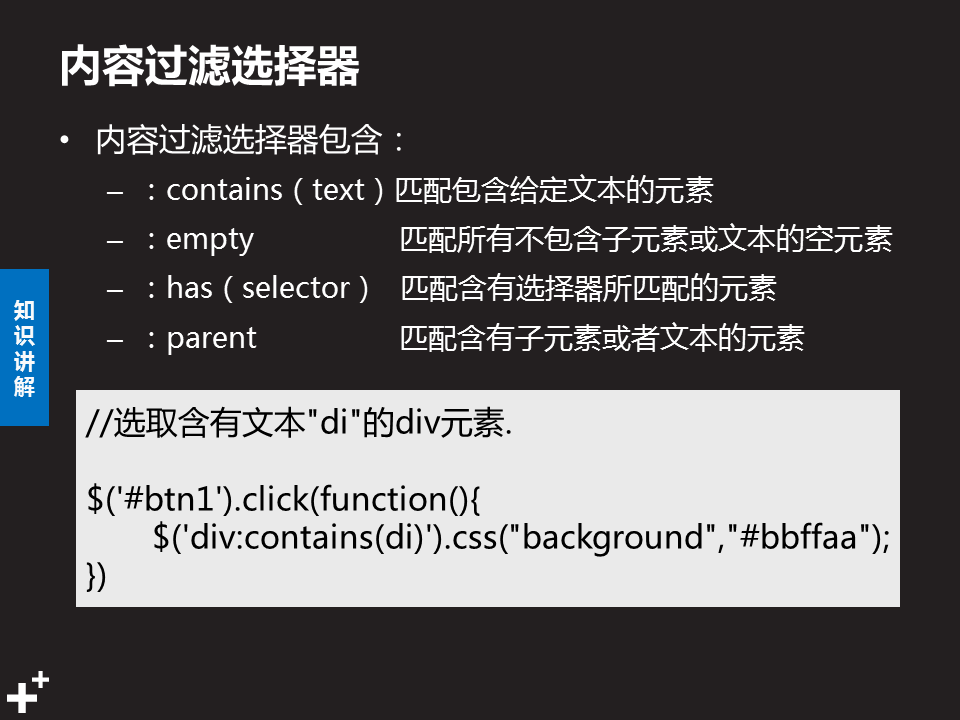 内容过滤选择器
• 内容过滤选择器包含：
– ：contains（text）匹配包含给定文本的元素
– ：empty 匹配所有不包含子元素或文本的空元素
– ：has（selector） 匹配含有选择器所匹配的元素
– ：parent 匹配含有子元素或者文本的元素
知识讲解
//选取含有文本"di"的div元素.
$('#btn1').click(function(){
$('div:contains(di)').css("background","#bbffaa");
})